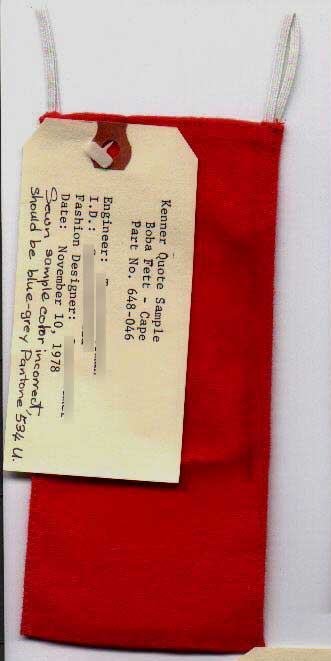 Kenner Quote Sample
Boba Fett - Cape
Part No. 648-046
Engineer:
I.D.:
Fashion Designer:
Date: November 10, 1978
Sewn sample color incorrect,
should be blue-grey Pantone 534 U.